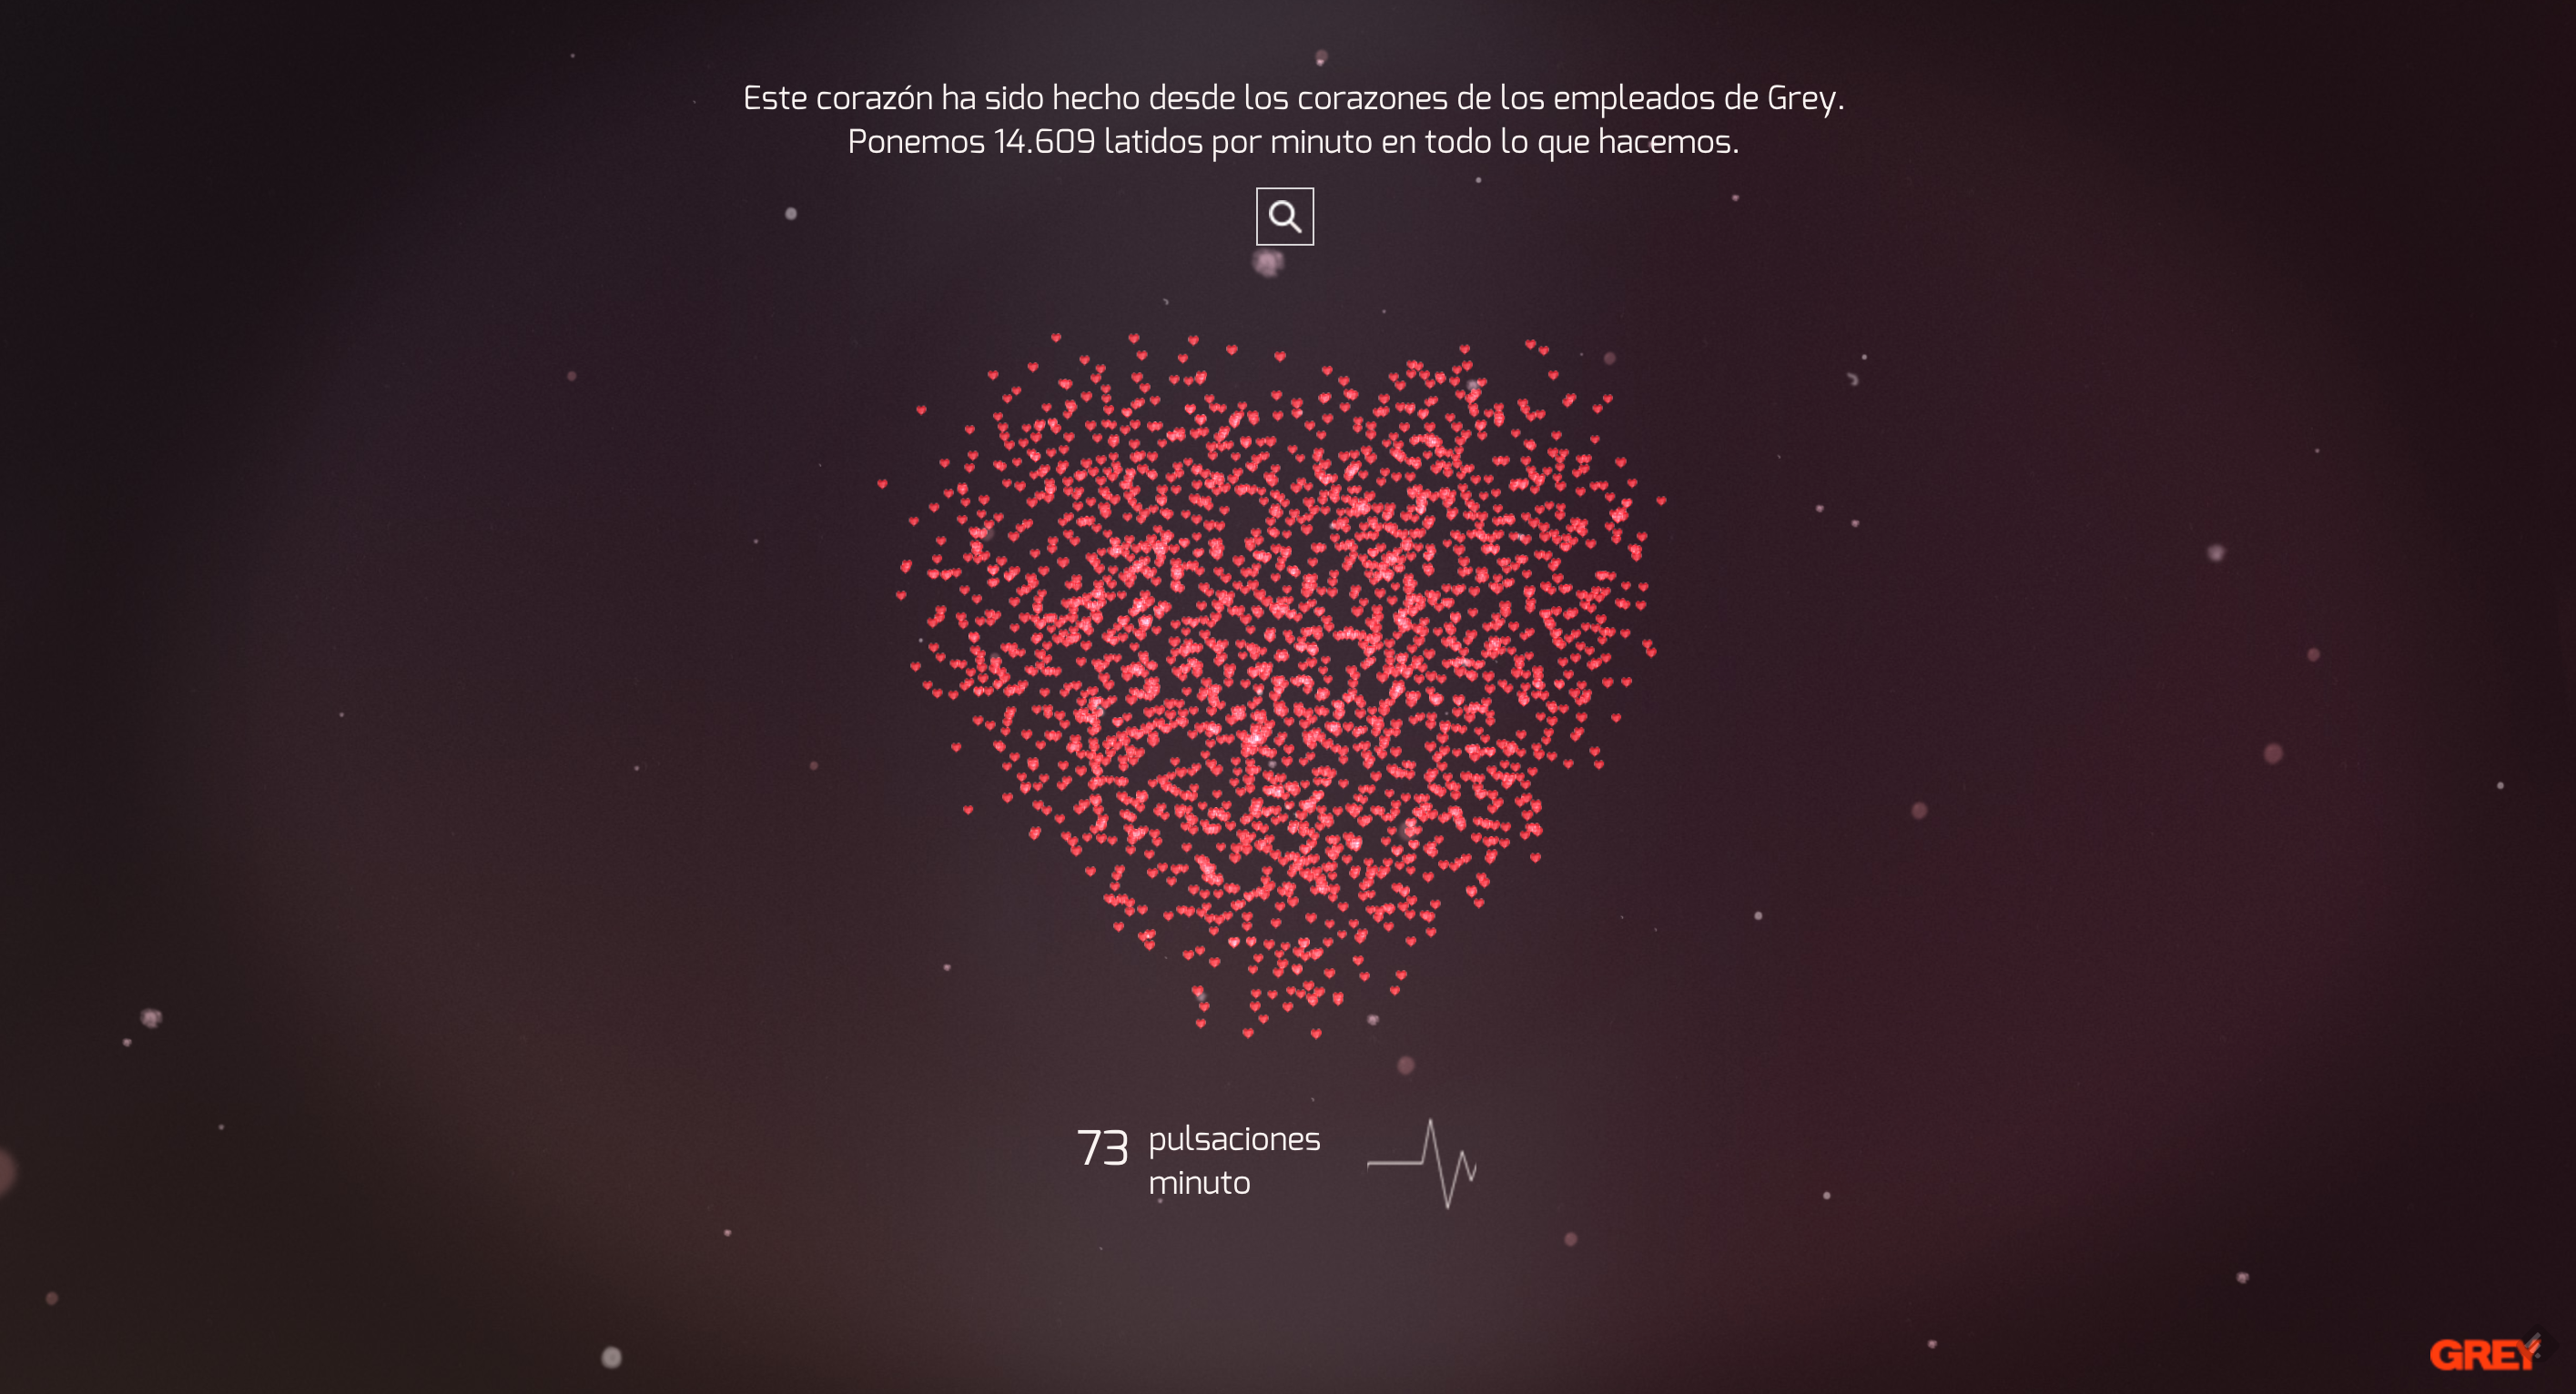 Este corazón ha sido hecho desde los corazones de los empleados de Grey.
Ponemos 14.609 latidos por minuto en todo lo que hacemos.
73 pulsaciones
minuto
GREY